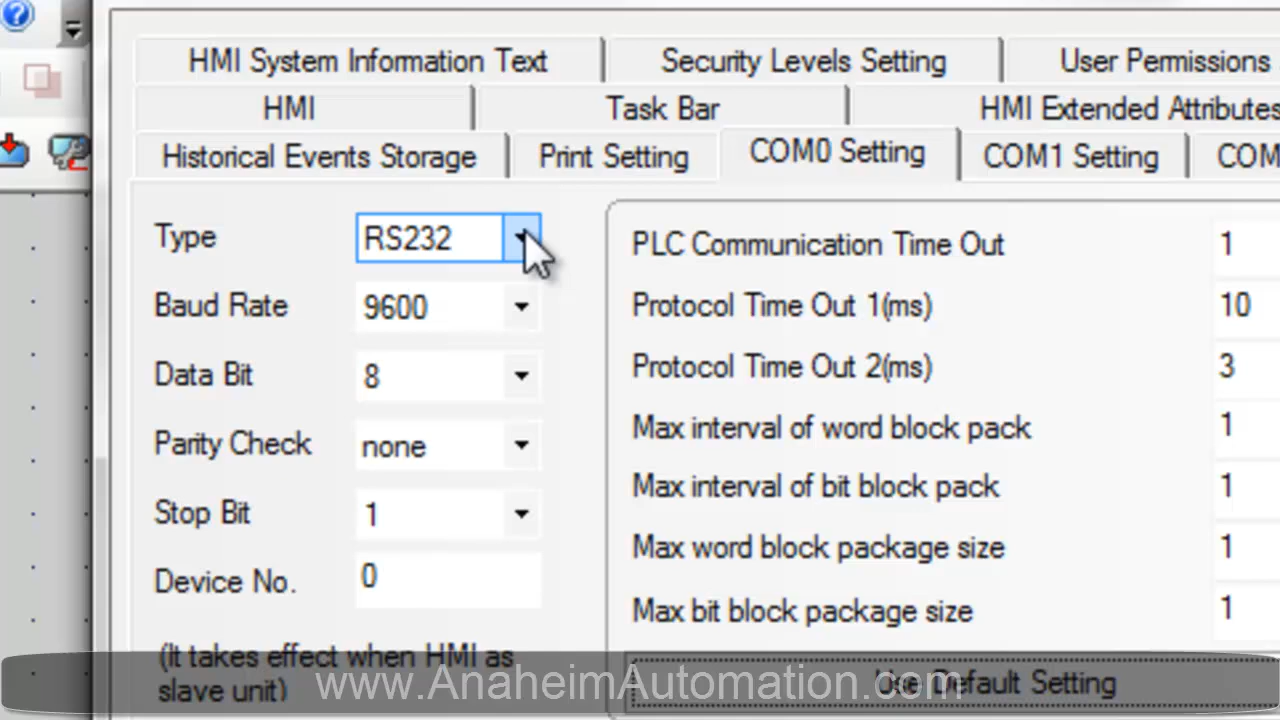 HMI System Information Text
Security Levels Setting
User Permissions
HMI
Task Bar
HMI Extended Attributes
Historical Events Storage
Print Setting
COM0 Setting
COM1 Setting
COM
Type
RS232
Baud Rate
9600
Data Bit
8
Parity Check
none
Stop Bit
1
Device No.
0
(It takes effect when HMI as
slave unit)
PLC Communication Time Out
1
Protocol Time Out 1(ms)
10
Protocol Time Out 2(ms)
3
Max interval of word block pack
1
Max interval of bit block pack
1
Max word block package size
1
Max bit block package size
1
Use Default Setting
www.AnaheimAutomation.com